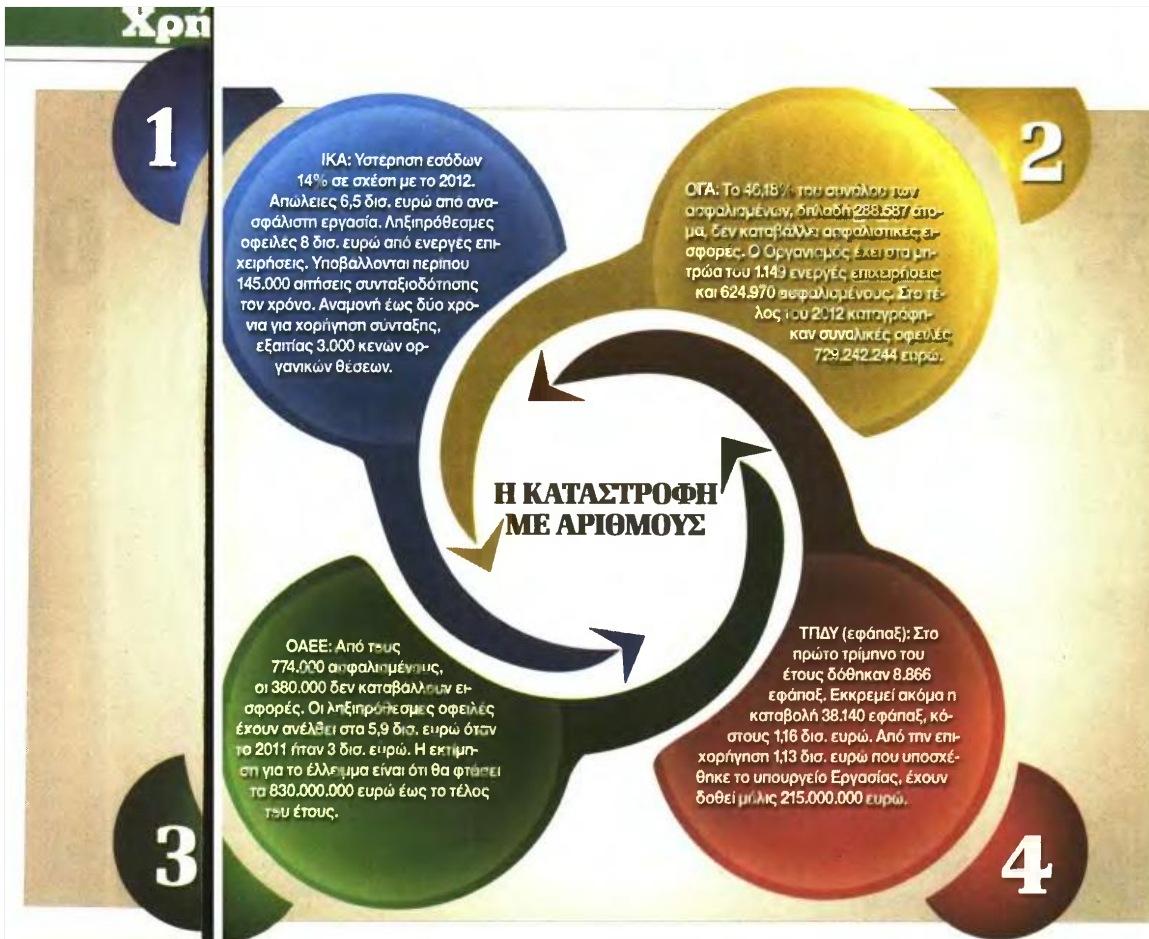 Χρή
1
ΙΚΑ: Υστέρηση εσόδων
14% σε σχέση με το 2012.
Απώλειες 6,5 δισ. ευρώ από ανα-
σφάλιστη εργασία. Ληξιπρόθεσμες
οφειλές 8 δισ. ευρώ από ενεργές επι-
χειρήσεις. Υποβάλλονται περίπου
145.000 αιτήσεις συνταξιοδότησης
τον χρόνο. Αναμονή έως δύο χρό-
νια για χορήγηση σύνταξης,
εξαιτίας 3.000 κενών ορ-
γανικών θέσεων.
2
ΟΓΑ: Το 46,18% του συνόλου των
ασφαλισμένων, δηλαδή 288.587 άτο-
μα, δεν καταβάλλει ασφαλιστικές ει-
σφορές. Ο Οργανισμός έχει στα μη-
τρώα του 1.149 ενεργές επιχειρήσεις
και 624.970 ασφαλισμένους. Στο τέ-
λος του 2012 καταγράφη-
καν συνολικές οφειλές
729.242.244 ευρώ.
Η ΚΑΤΑΣΤΡΟΦΗ
ΜΕ ΑΡΙΘΜΟΥΣ
3
ΟΑΕΕ: Από τους
774.000 ασφαλισμένους,
οι 380.000 δεν καταβάλλουν ει-
σφορές. Οι ληξιπρόθεσμες οφειλές
έχουν ανέλθει στα 5,9 δισ. ευρώ όταν
το 2011 ήταν 3 δισ. ευρώ. Η εκτίμη-
ση για το έλλειμμα είναι ότι θα φτάσει
τα 830.000.000 ευρώ έως το τέλος
του έτους.
ΤΠΔΥ (εφάπαξ): Στο
πρώτο τρίμηνο του
έτους δόθηκαν 8.866
εφάπαξ. Εκκρεμεί ακόμα η
καταβολή 38.140 εφάπαξ, κό-
στους 1,16 δισ. ευρώ. Από την επι-
χορήγηση 1,13 δισ. ευρώ που υποσχέ-
θηκε το υπουργείο Εργασίας, έχουν
δοθεί μόλις 215.000.000 ευρώ.
4